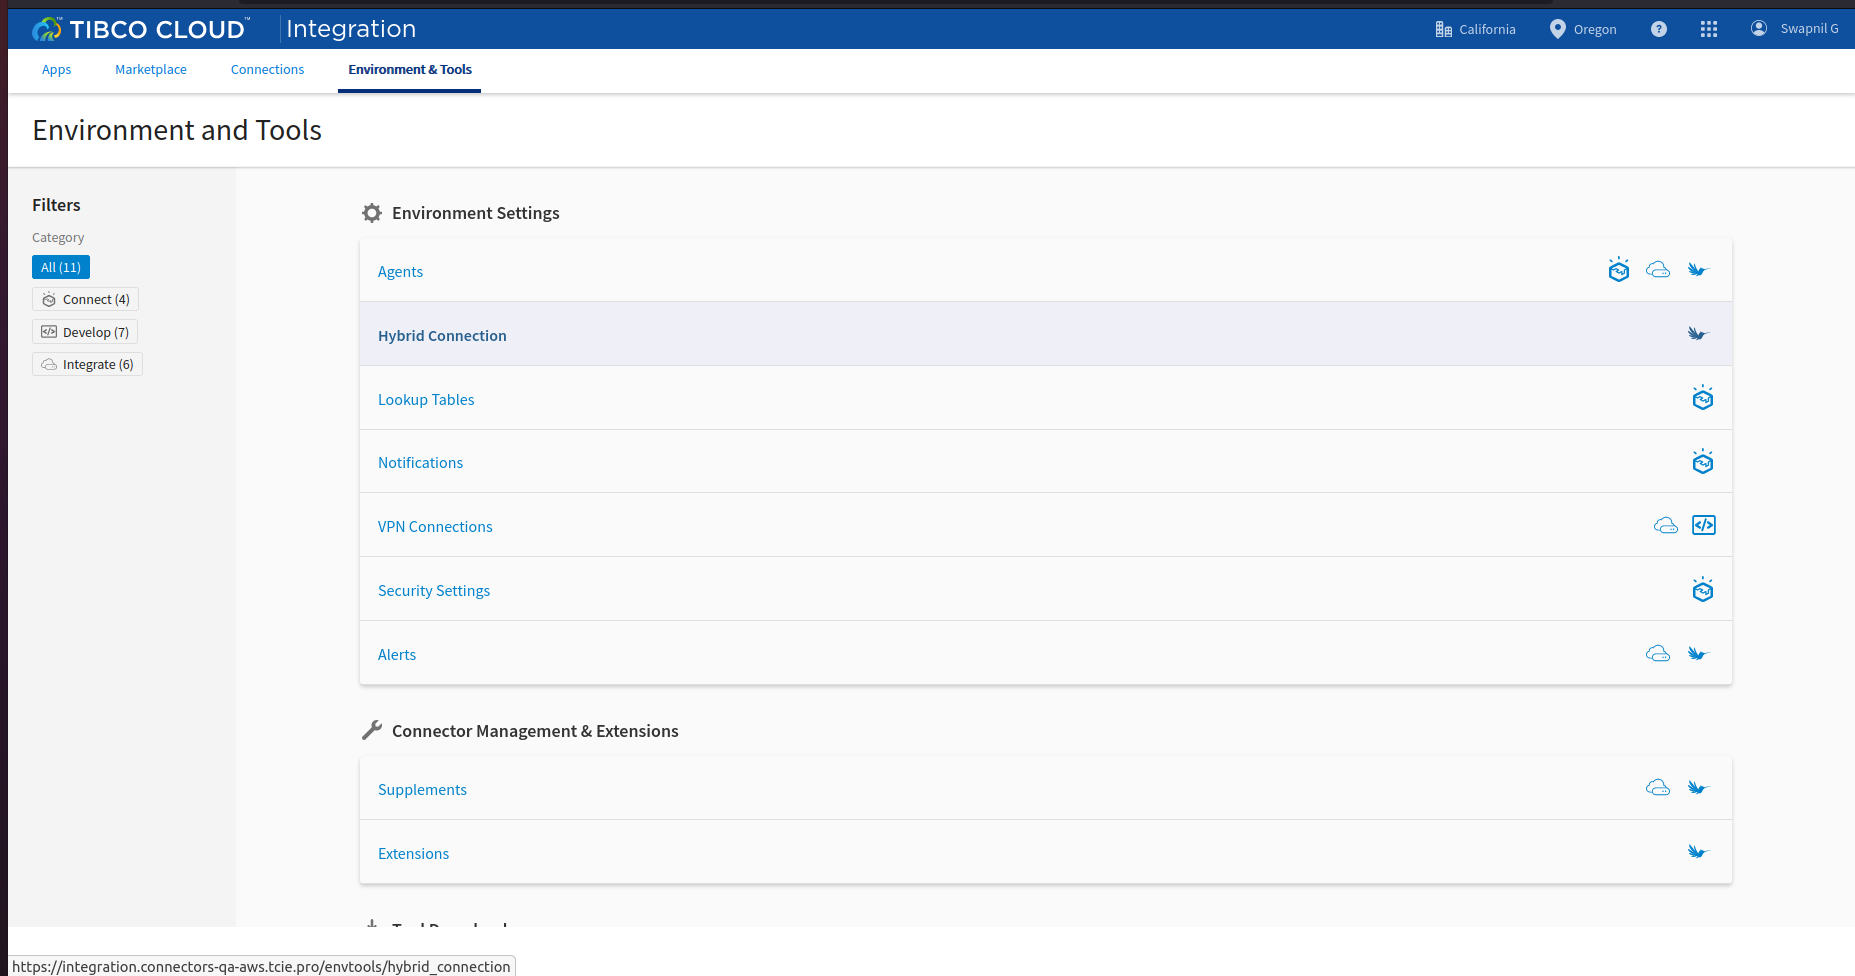 TIBCO CLOUD™ Integration
California Oregon ? Swapnil G
Apps Marketplace Connections Environment & Tools
Environment and Tools
Filters
Category
All (11)
Connect (4)
</> Develop (7)
Integrate (6)
Environment Settings
Agents
Hybrid Connection
Lookup Tables
Notifications
VPN Connections </>
Security Settings
Alerts
Connector Management & Extensions
Supplements
Extensions
https://integration.connectors-qa-aws.tcie.pro/envtools/hybrid_connection